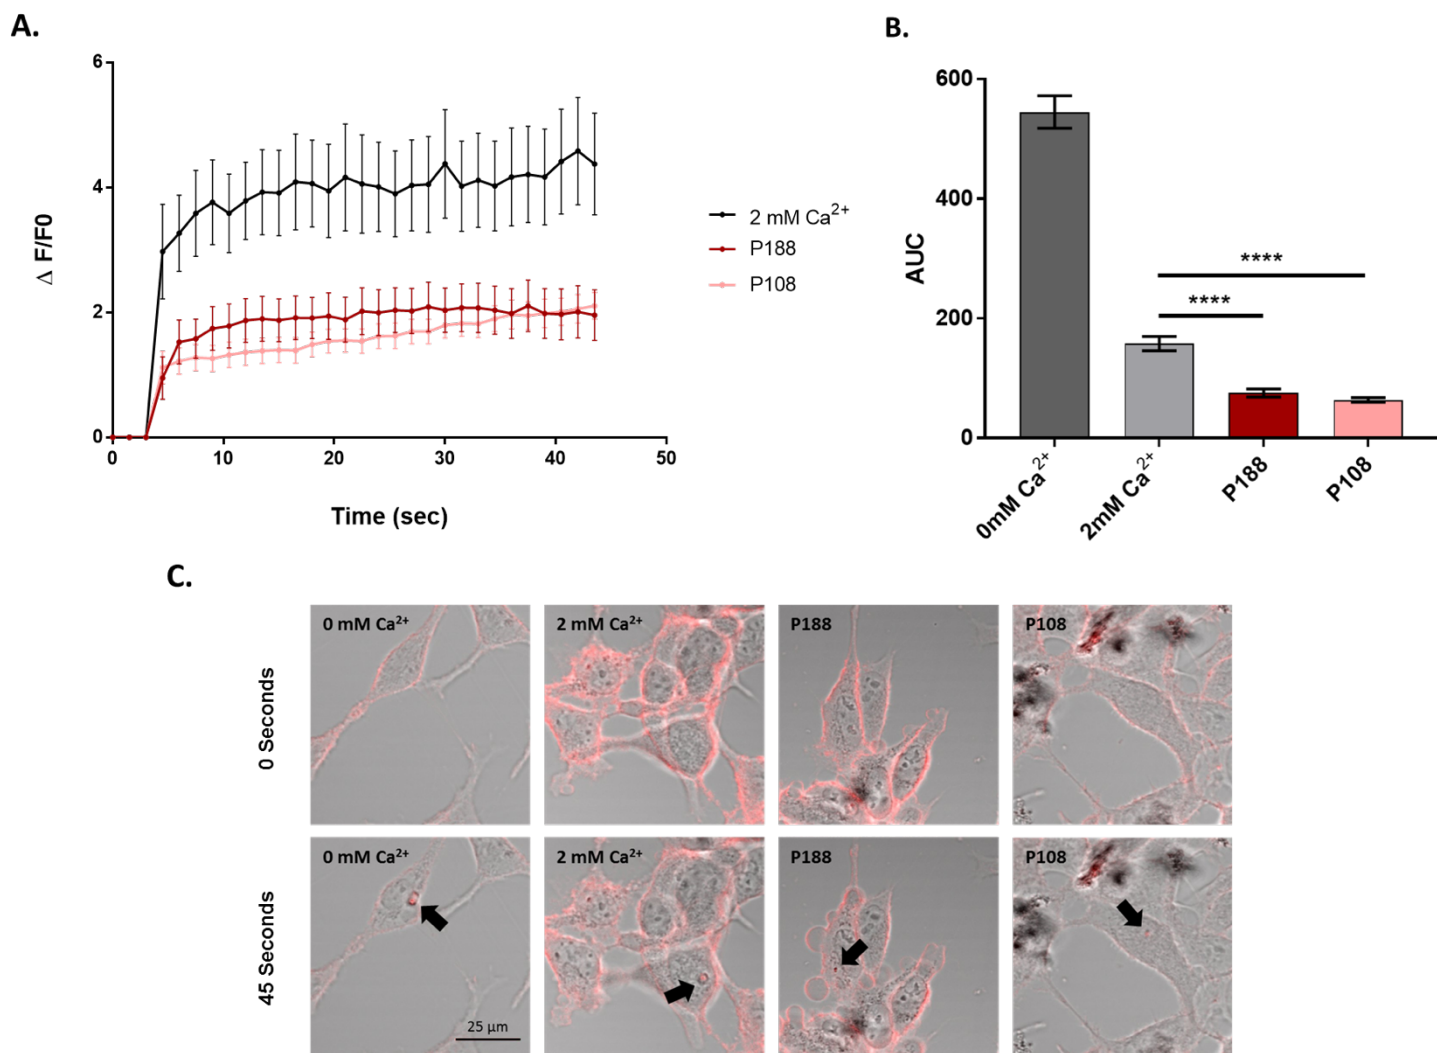 A.
6
4
2
0
Δ F/F0
0 10 20 30 40 50
Time (sec)
2 mM Ca²⁺
P188
P108
B.
600
400
200
0
AUC
****
****
0mM Ca²⁺
2mM Ca²⁺
P188
P108
C.
0 Seconds
0 mM Ca²⁺
2 mM Ca²⁺
P188
P108
45 Seconds
0 mM Ca²⁺
2 mM Ca²⁺
P188
P108
25 μm